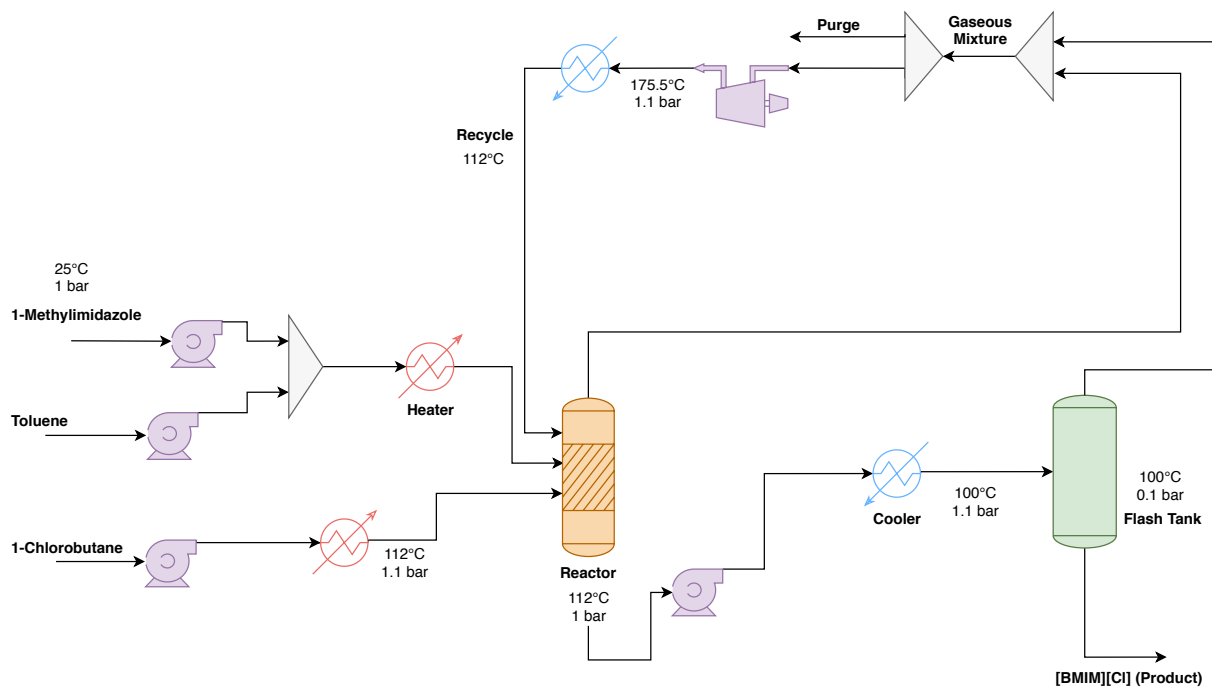 Purge
Gaseous
Mixture
175.5°C
1.1 bar
Recycle
112°C
25°C
1 bar
1-Methylimidazole
Heater
Toluene
1-Chlorobutane
112°C
1.1 bar
Reactor
112°C
1 bar
Cooler
100°C
1.1 bar
100°C
0.1 bar
Flash Tank
[BMIM][Cl] (Product)